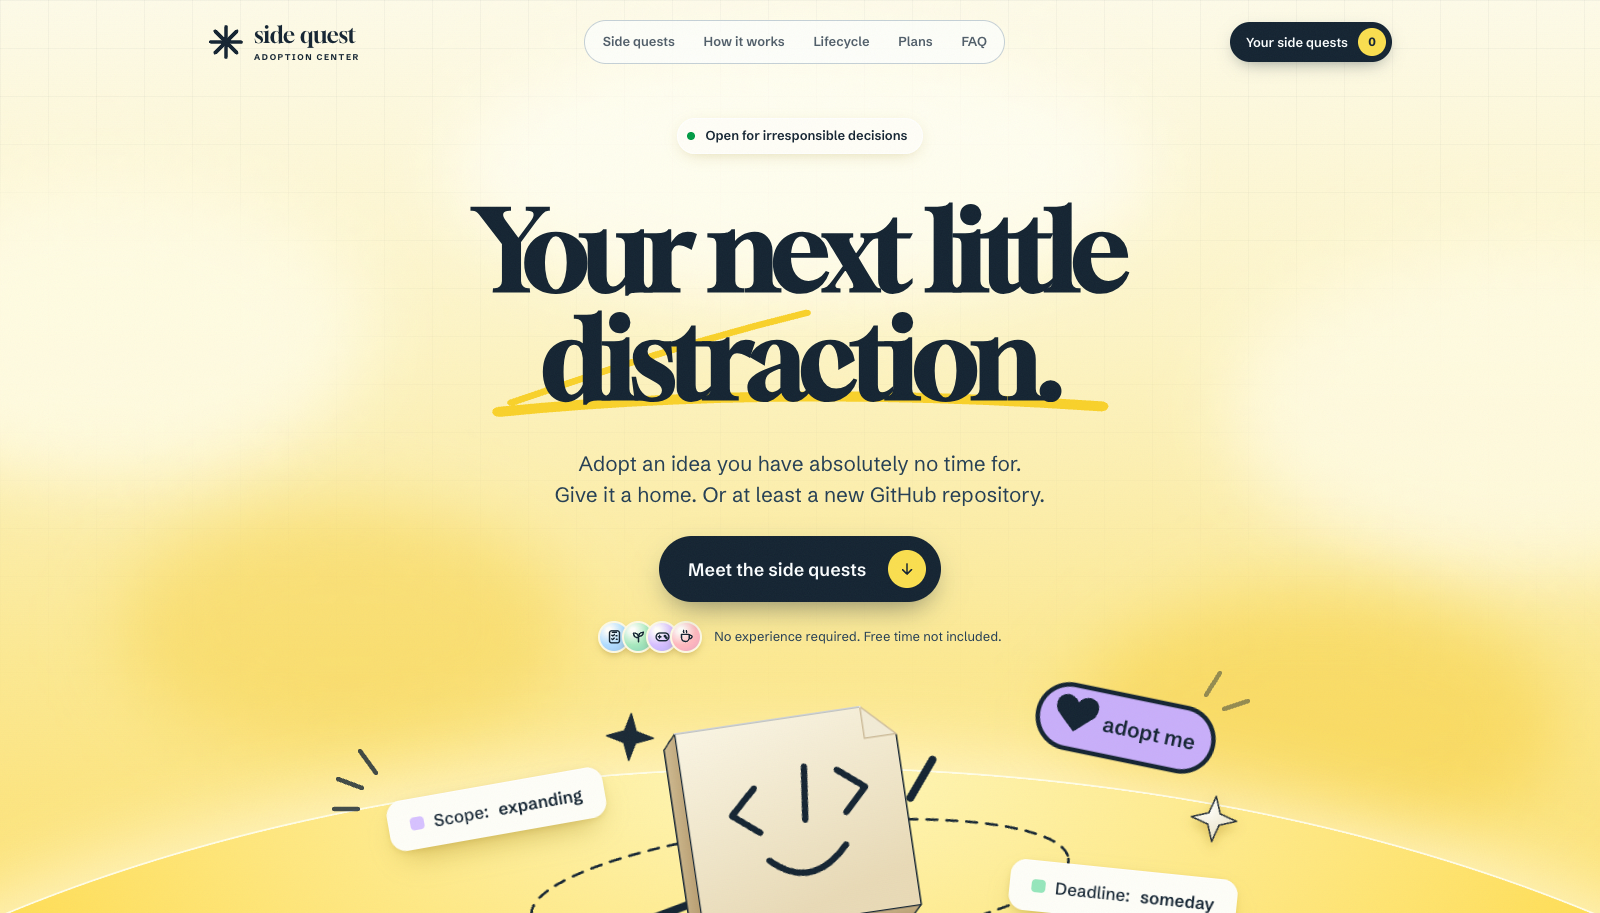 side quest
ADOPTION CENTER
Side quests
How it works
Lifecycle
Plans
FAQ
Your side quests 0
Open for irresponsible decisions
Your next little
distraction.
Adopt an idea you have absolutely no time for.
Give it a home. Or at least a new GitHub repository.
Meet the side quests
No experience required. Free time not included.
adopt me
Scope: expanding
Deadline: someday